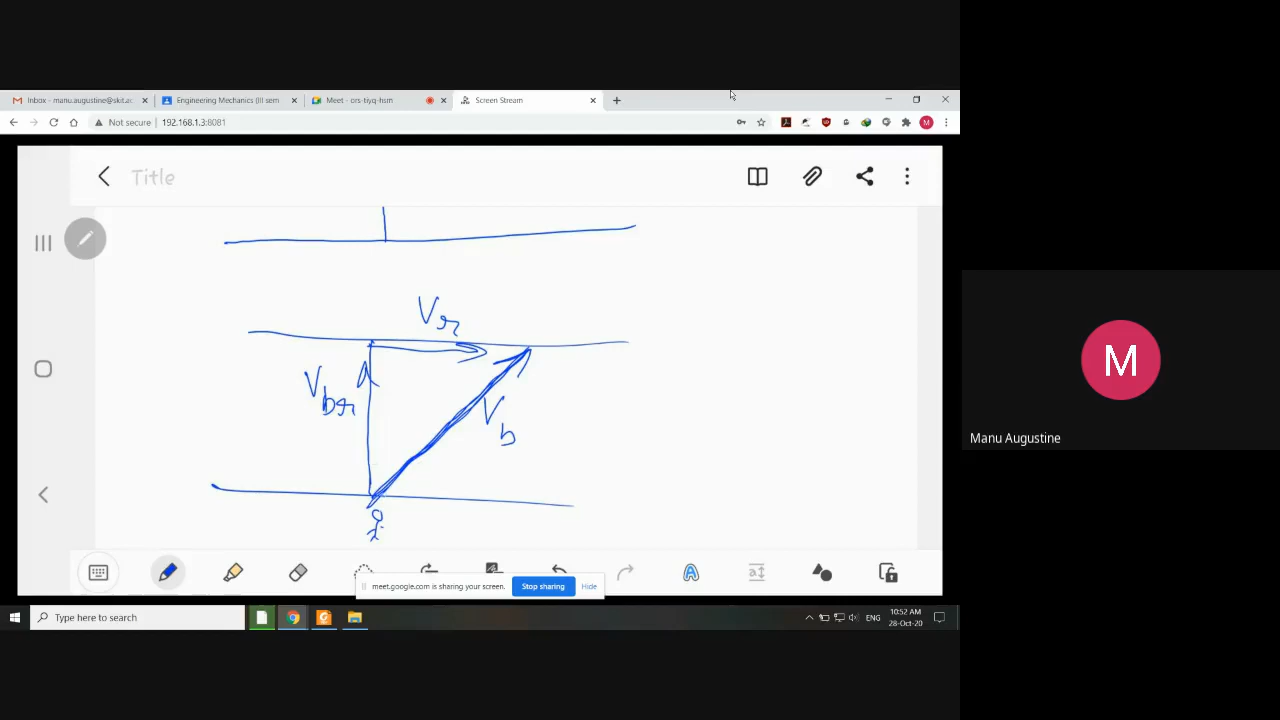 Inbox - manu.augustine@skit.ac
Engineering Mechanics (III sem
Meet - ors-tiyq-hsm
Screen Stream
Not secure
192.168.1.3:8081
M
Title
Vr
Vbr
Vb
M
Manu Augustine
meet.google.com is sharing your screen.
Stop sharing
Hide
Type here to search
ENG
10:52 AM
28-Oct-20